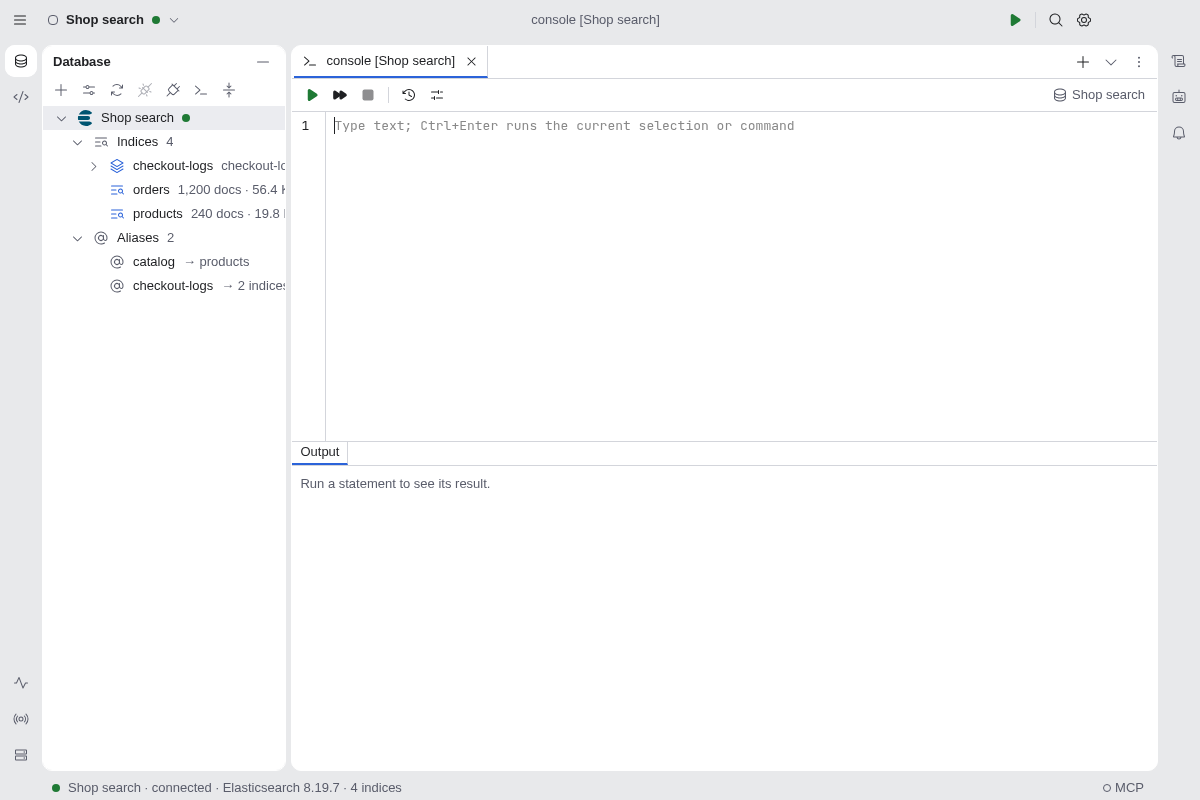 Shop search
console [Shop search]
Database
console [Shop search]
Shop search
Shop search
Indices 4
checkout-logs checkout-lo
orders 1,200 docs · 56.4 K
products 240 docs · 19.8
Aliases 2
catalog → products
checkout-logs → 2 indices
1 Type text; Ctrl+Enter runs the current selection or command
Output
Run a statement to see its result.
Shop search · connected · Elasticsearch 8.19.7 · 4 indices
MCP